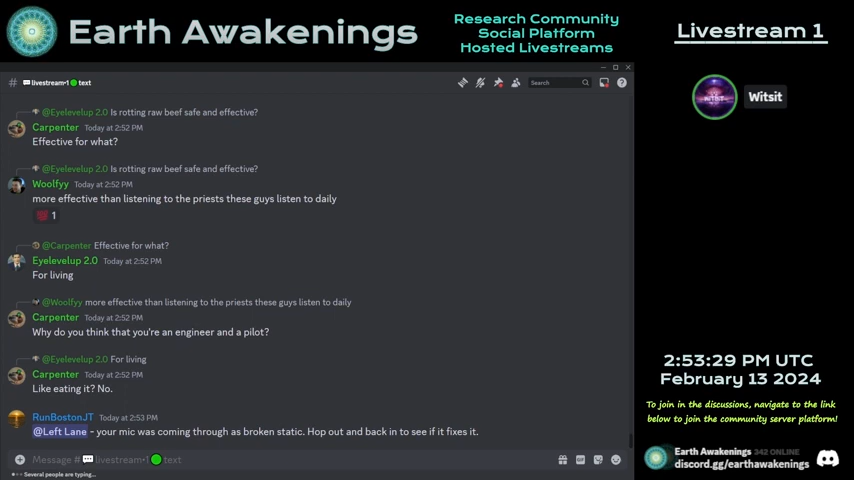 Earth Awakenings
Research Community
Social Platform
Hosted Livestreams
Livestream 1
Witsit
# livestream•1 text
Search
@Eyelevelup 2.0 Is rotting raw beef safe and effective?
Carpenter Today at 2:52 PM
Effective for what?
@Eyelevelup 2.0 Is rotting raw beef safe and effective?
Woolfyy Today at 2:52 PM
more effective than listening to the priests these guys listen to daily
1
@Carpenter Effective for what?
Eyelevelup 2.0 Today at 2:52 PM
For living
@Woolfyy more effective than listening to the priests these guys listen to daily
Carpenter Today at 2:52 PM
Why do you think that you're an engineer and a pilot?
@Eyelevelup 2.0 For living
Carpenter Today at 2:52 PM
Like eating it? No.
RunBostonJT Today at 2:53 PM
@Left Lane - your mic was coming through as broken static. Hop out and back in to see if it fixes it.
Message # livestream•1 text
GIF
Several people are typing...
2:53:29 PM UTC
February 13 2024
To join in the discussions, navigate to the link
below to join the community server platform!
Earth Awakenings 342 ONLINE
discord.gg/earthawakenings